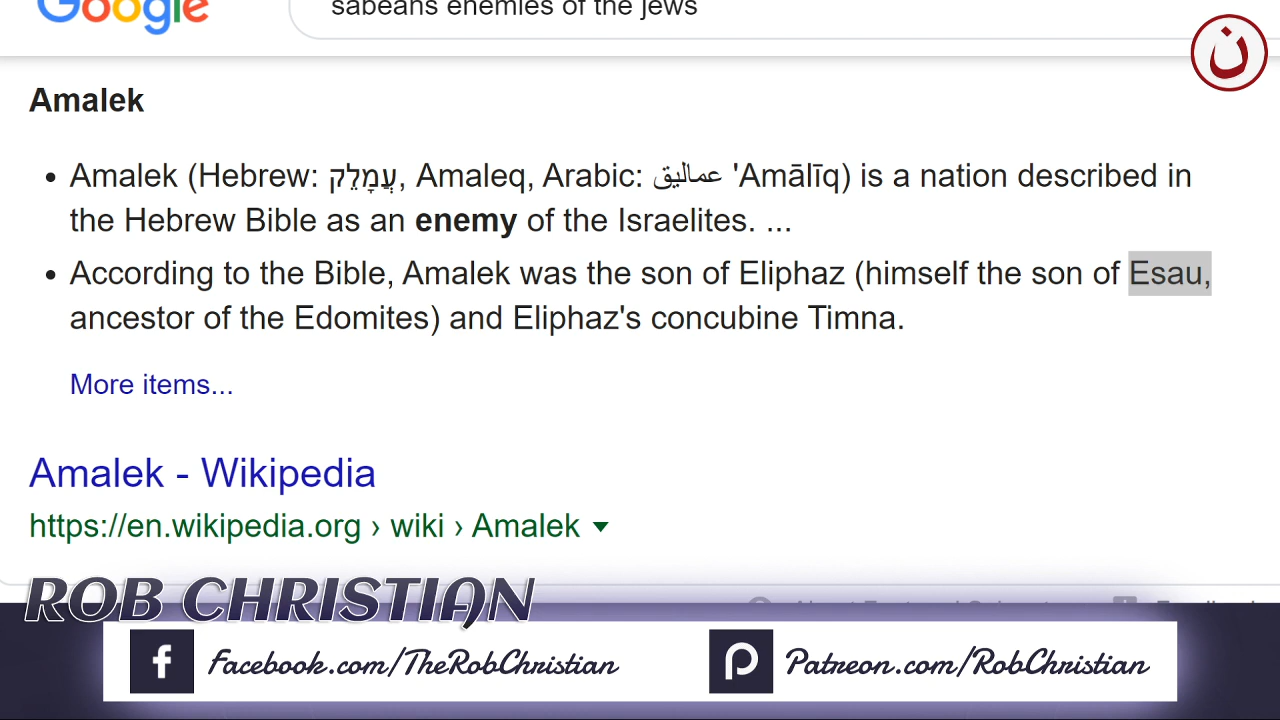 Google
sabeans enemies of the jews
ن
Amalek
• Amalek (Hebrew: עֲמָלֵק, Amaleq, Arabic: عماليق 'Amālīq) is a nation described in
the Hebrew Bible as an enemy of the Israelites. ...
• According to the Bible, Amalek was the son of Eliphaz (himself the son of Esau,
ancestor of the Edomites) and Eliphaz's concubine Timna.
More items...
Amalek - Wikipedia
https://en.wikipedia.org › wiki › Amalek
ROB CHRISTIAN
Facebook.com/TheRobChristian
Patreon.com/RobChristian